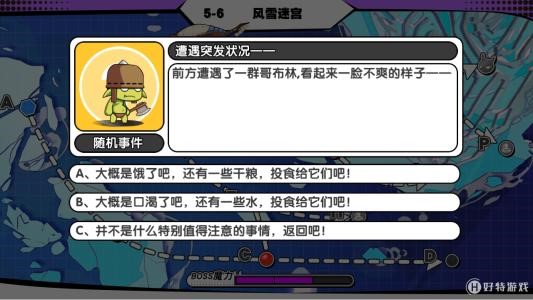 5-6 风雪迷宫
遭遇突发状况——
前方遭遇了一群哥布林,看起来一脸不爽的样子——
随机事件
A、大概是饿了吧，还有一些干粮，投食给它们吧！
B、大概是口渴了吧，还有一些水，投食给它们吧！
C、并不是什么特别值得注意的事情，返回吧！
A
P
C
D
BOSS魔力
好特游戏